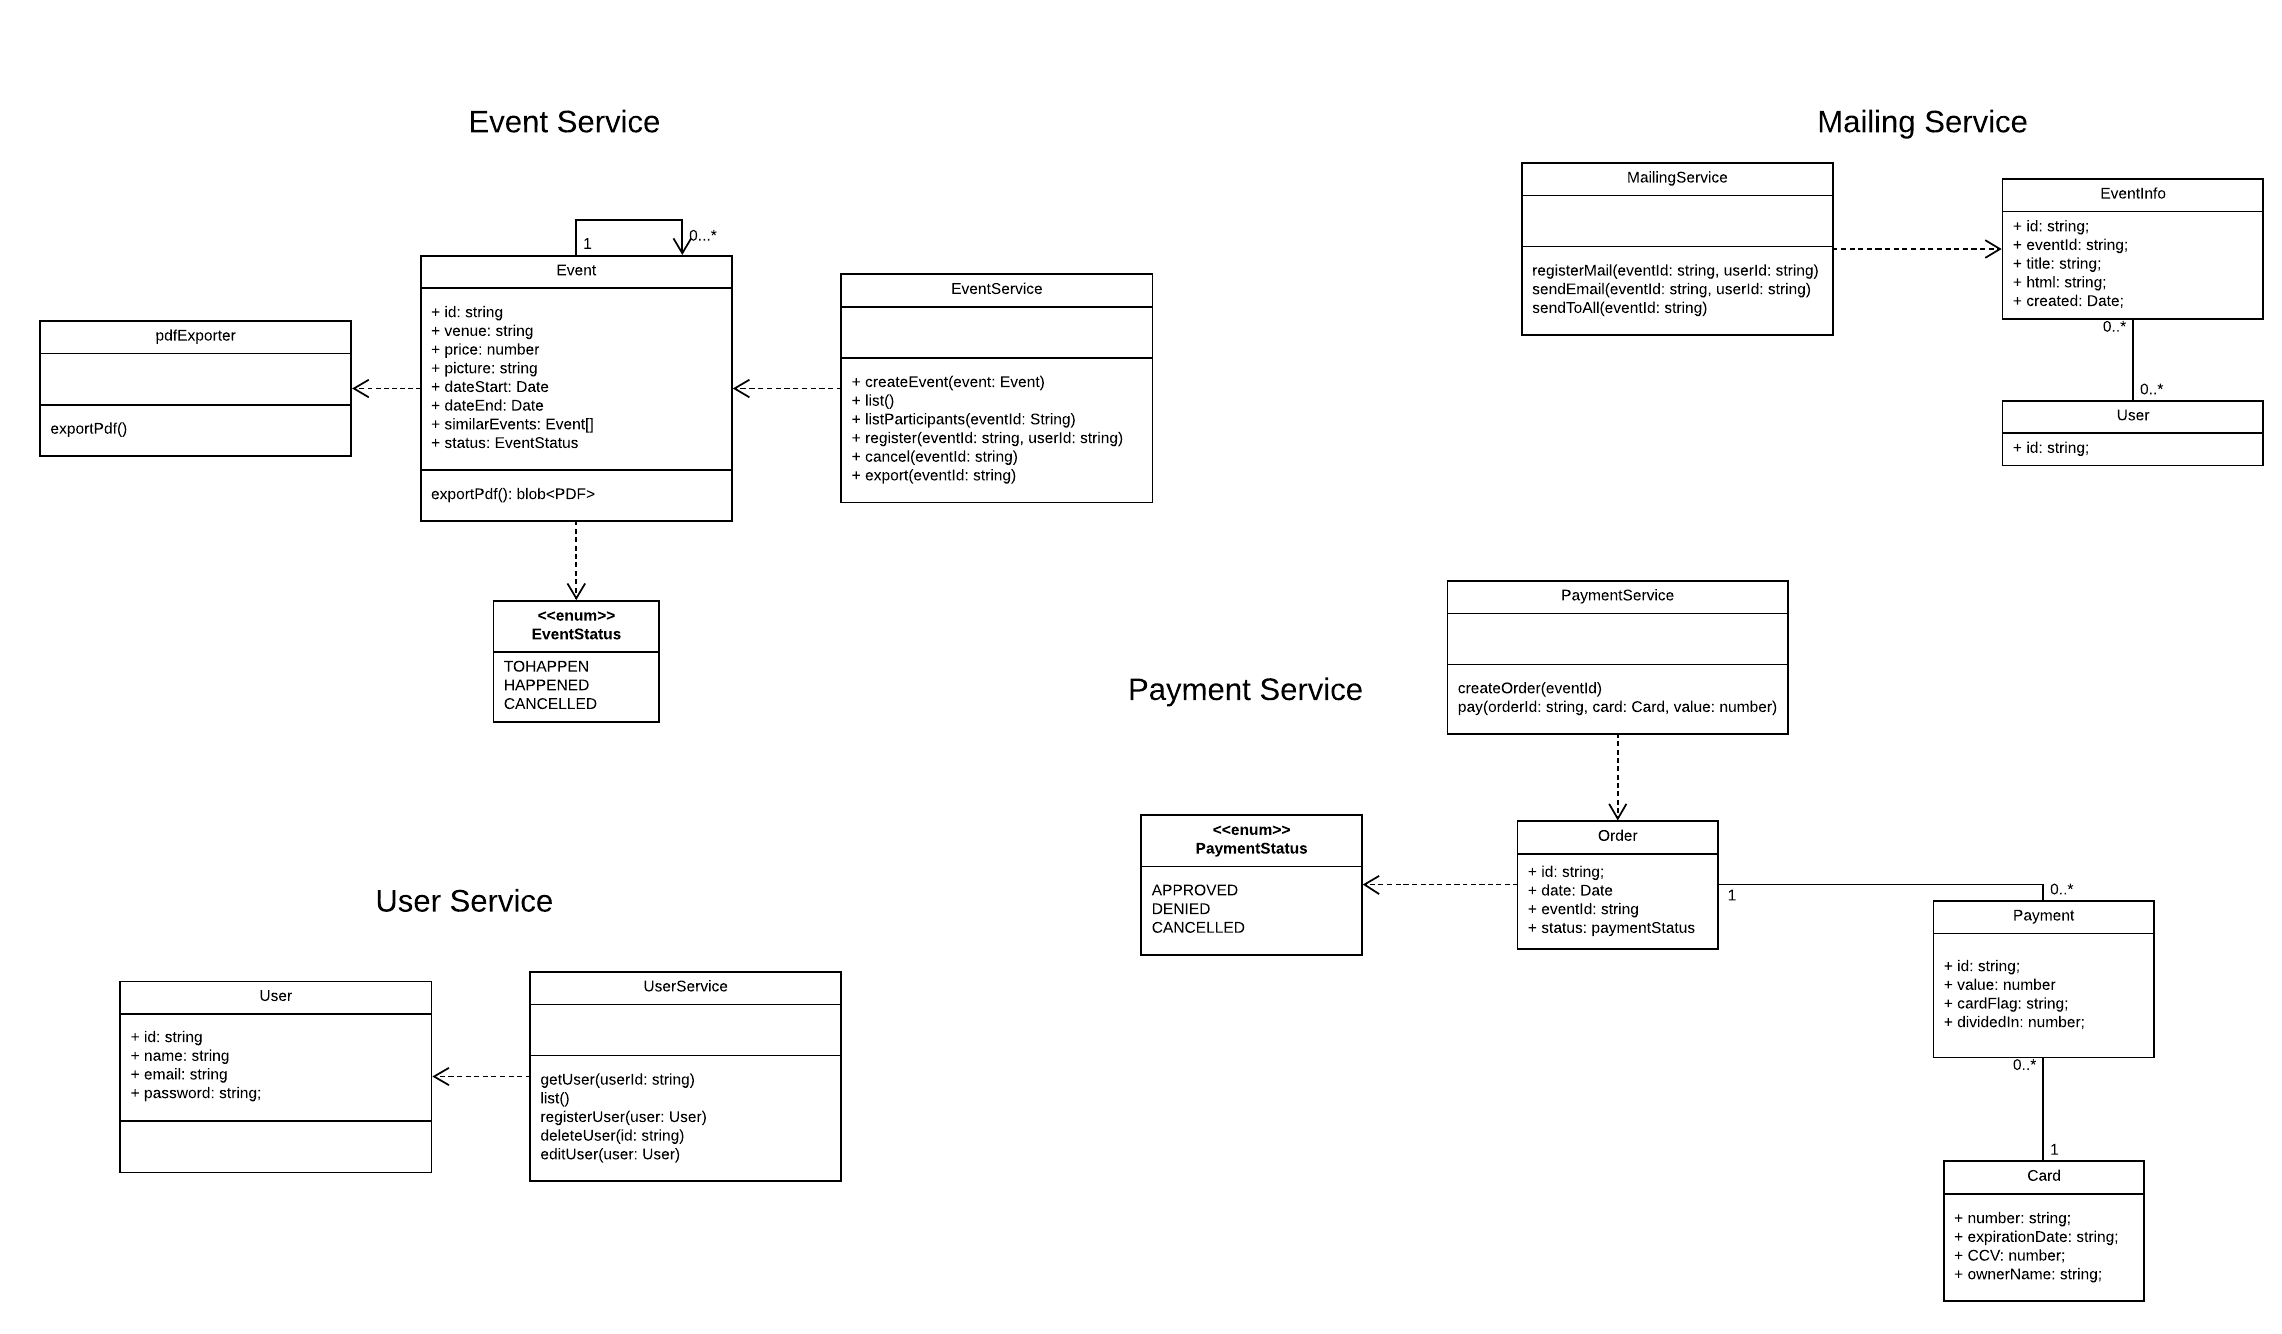 Event Service
1
0...*
Event
+ id: string
+ venue: string
+ price: number
+ picture: string
+ dateStart: Date
+ dateEnd: Date
+ similarEvents: Event[]
+ status: EventStatus
exportPdf(): blob<PDF>
pdfExporter
exportPdf()
EventService
+ createEvent(event: Event)
+ list()
+ listParticipants(eventId: String)
+ register(eventId: string, userId: string)
+ cancel(eventId: string)
+ export(eventId: string)
<<enum>>
EventStatus
TOHAPPEN
HAPPENED
CANCELLED
Mailing Service
MailingService
registerMail(eventId: string, userId: string)
sendEmail(eventId: string, userId: string)
sendToAll(eventId: string)
EventInfo
+ id: string;
+ eventId: string;
+ title: string;
+ html: string;
+ created: Date;
0..*
0..*
User
+ id: string;
Payment Service
PaymentService
createOrder(eventId)
pay(orderId: string, card: Card, value: number)
<<enum>>
PaymentStatus
APPROVED
DENIED
CANCELLED
Order
+ id: string;
+ date: Date
+ eventId: string
+ status: paymentStatus
1
0..*
Payment
+ id: string;
+ value: number
+ cardFlag: string;
+ dividedIn: number;
0..*
1
Card
+ number: string;
+ expirationDate: string;
+ CCV: number;
+ ownerName: string;
User Service
User
+ id: string
+ name: string
+ email: string
+ password: string;
UserService
getUser(userId: string)
list()
registerUser(user: User)
deleteUser(id: string)
editUser(user: User)